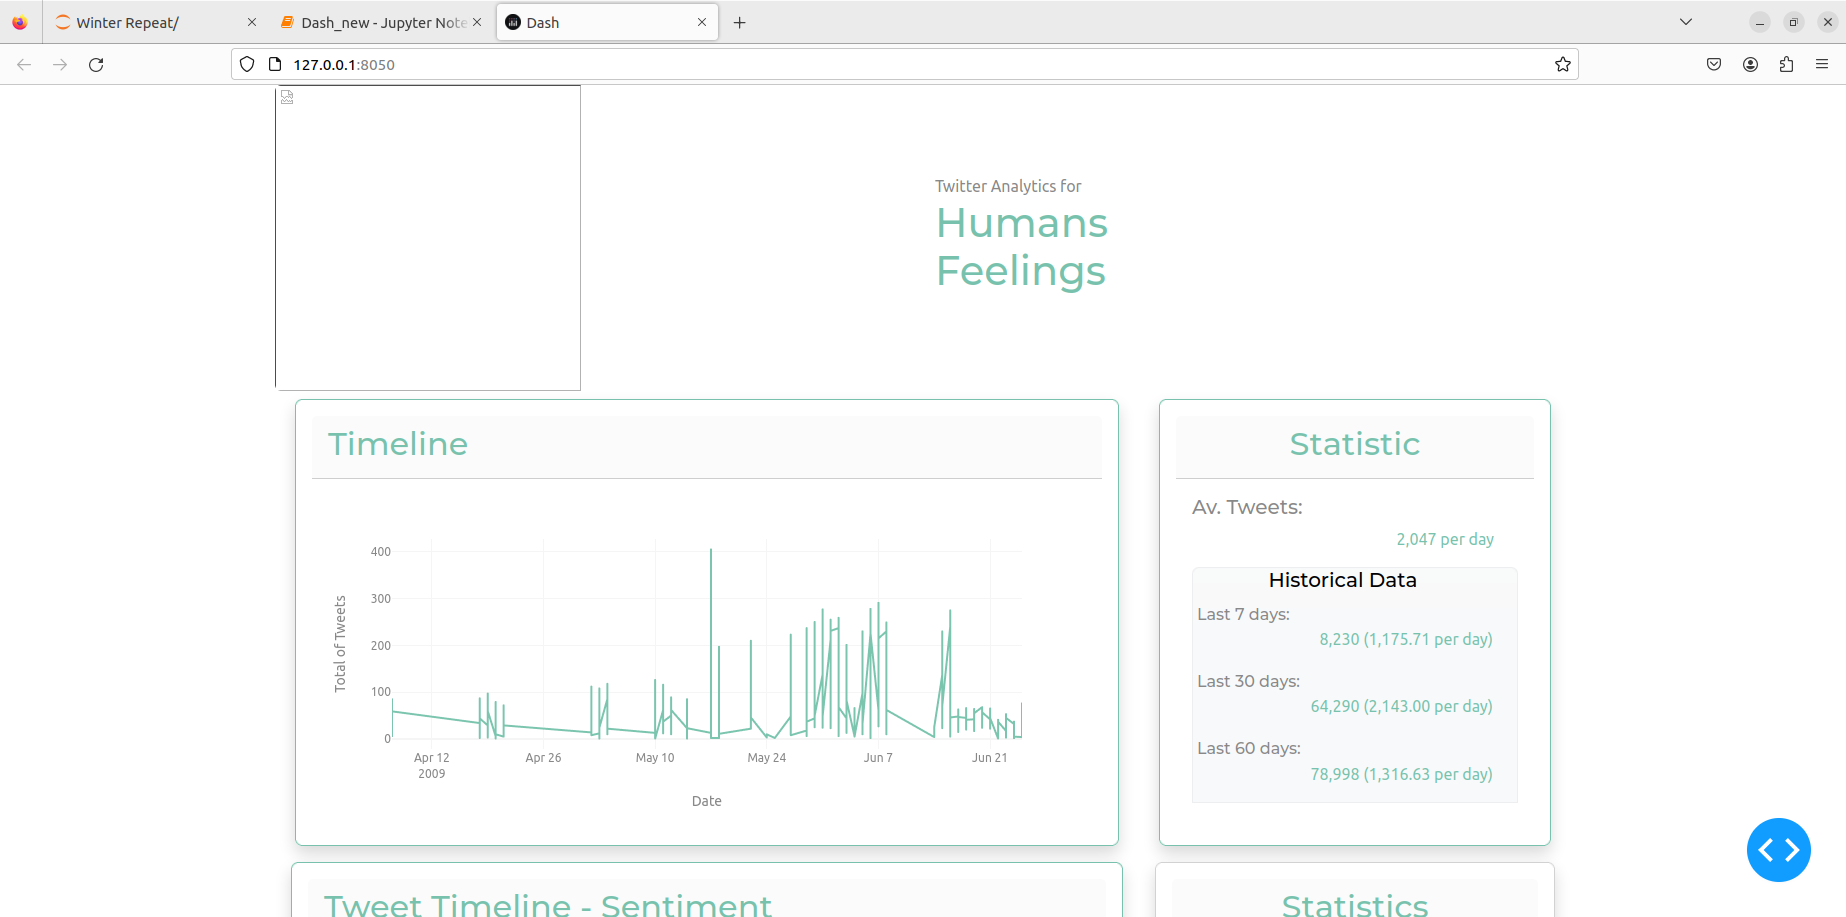 Winter Repeat/
Dash_new - Jupyter Note
Dash
127.0.0.1:8050
Twitter Analytics for
Humans
Feelings
Timeline
Total of Tweets
400
300
200
100
0
Apr 12
2009
Apr 26
May 10
May 24
Jun 7
Jun 21
Date
Statistic
Av. Tweets:
2,047 per day
Historical Data
Last 7 days:
8,230 (1,175.71 per day)
Last 30 days:
64,290 (2,143.00 per day)
Last 60 days:
78,998 (1,316.63 per day)
Tweet Timeline - Sentiment
Statistics